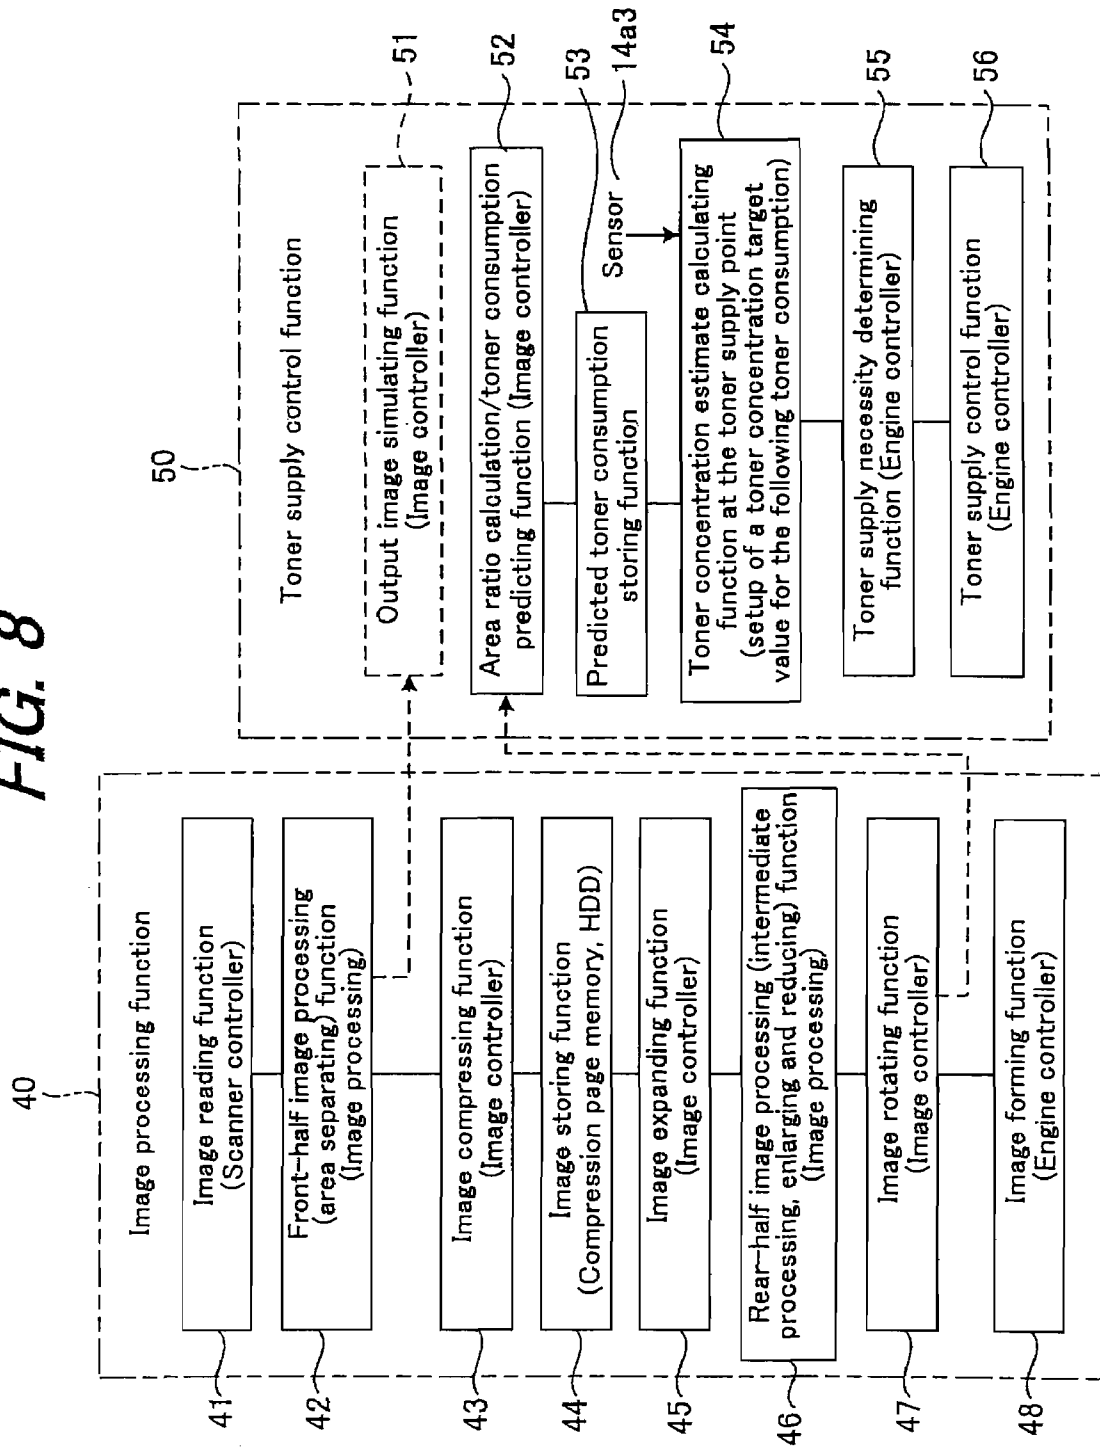 FIG. 8
40
Image processing function
41
Image reading function
(Scanner controller)
42
Front-half image processing
(area separating) function
(Image processing)
43
Image compressing function
(Image controller)
44
Image storing function
(Compression page memory, HDD)
45
Image expanding function
(Image controller)
46
Rear-half image processing (intermediate
processing, enlarging and reducing) function
(Image processing)
47
Image rotating function
(Image controller)
48
Image forming function
(Engine controller)
50
Toner supply control function
51
Output image simulating function
(Image controller)
52
Area ratio calculation/toner consumption
predicting function (Image controller)
53
Predicted toner consumption
storing function
Sensor
14a3
54
Toner concentration estimate calculating
function at the toner supply point
(setup of a toner concentration target
value for the following toner consumption)
55
Toner supply necessity determining
function (Engine controller)
56
Toner supply control function
(Engine controller)